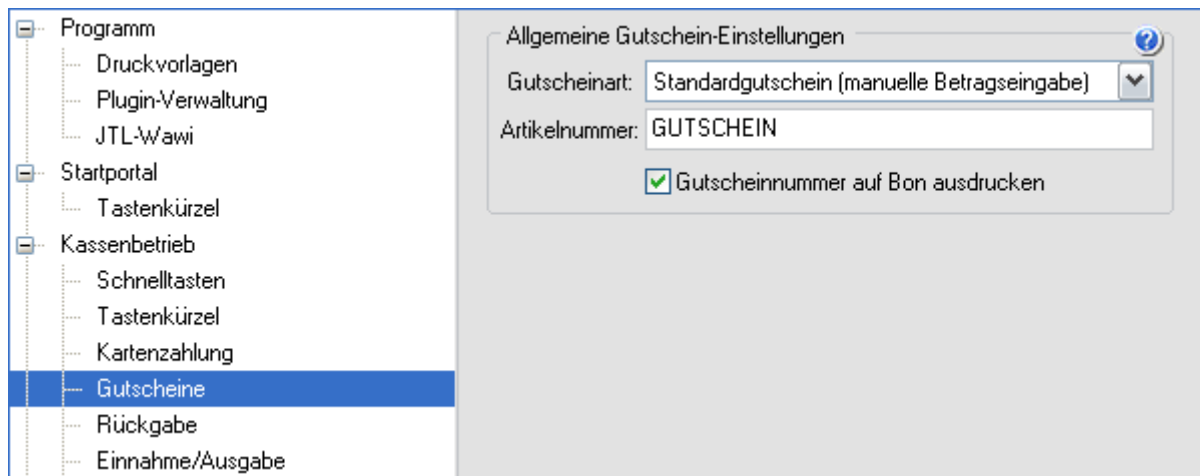 Programm
Druckvorlagen
Plugin-Verwaltung
JTL-Wawi
Startportal
Tastenkürzel
Kassenbetrieb
Schnelltasten
Tastenkürzel
Kartenzahlung
Gutscheine
Rückgabe
Einnahme/Ausgabe
Allgemeine Gutschein-Einstellungen
?
Gutscheinart: Standardgutschein (manuelle Betragseingabe)
Artikelnummer: GUTSCHEIN
Gutscheinnummer auf Bon ausdrucken